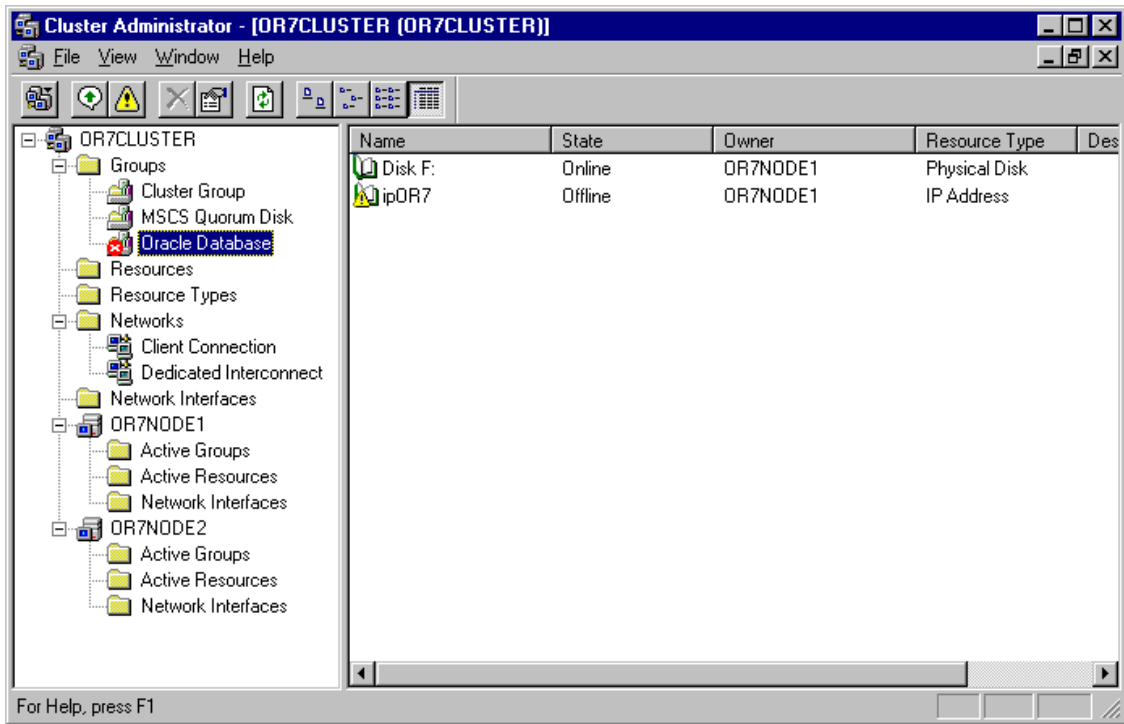 Cluster Administrator - [OR7CLUSTER (OR7CLUSTER)]
File View Window Help
OR7CLUSTER
Groups
Cluster Group
MSCS Quorum Disk
Oracle Database
Resources
Resource Types
Networks
Client Connection
Dedicated Interconnect
Network Interfaces
OR7NODE1
Active Groups
Active Resources
Network Interfaces
OR7NODE2
Active Groups
Active Resources
Network Interfaces
Name State Owner Resource Type Des
Disk F: Online OR7NODE1 Physical Disk
ipOR7 Offline OR7NODE1 IP Address
For Help, press F1